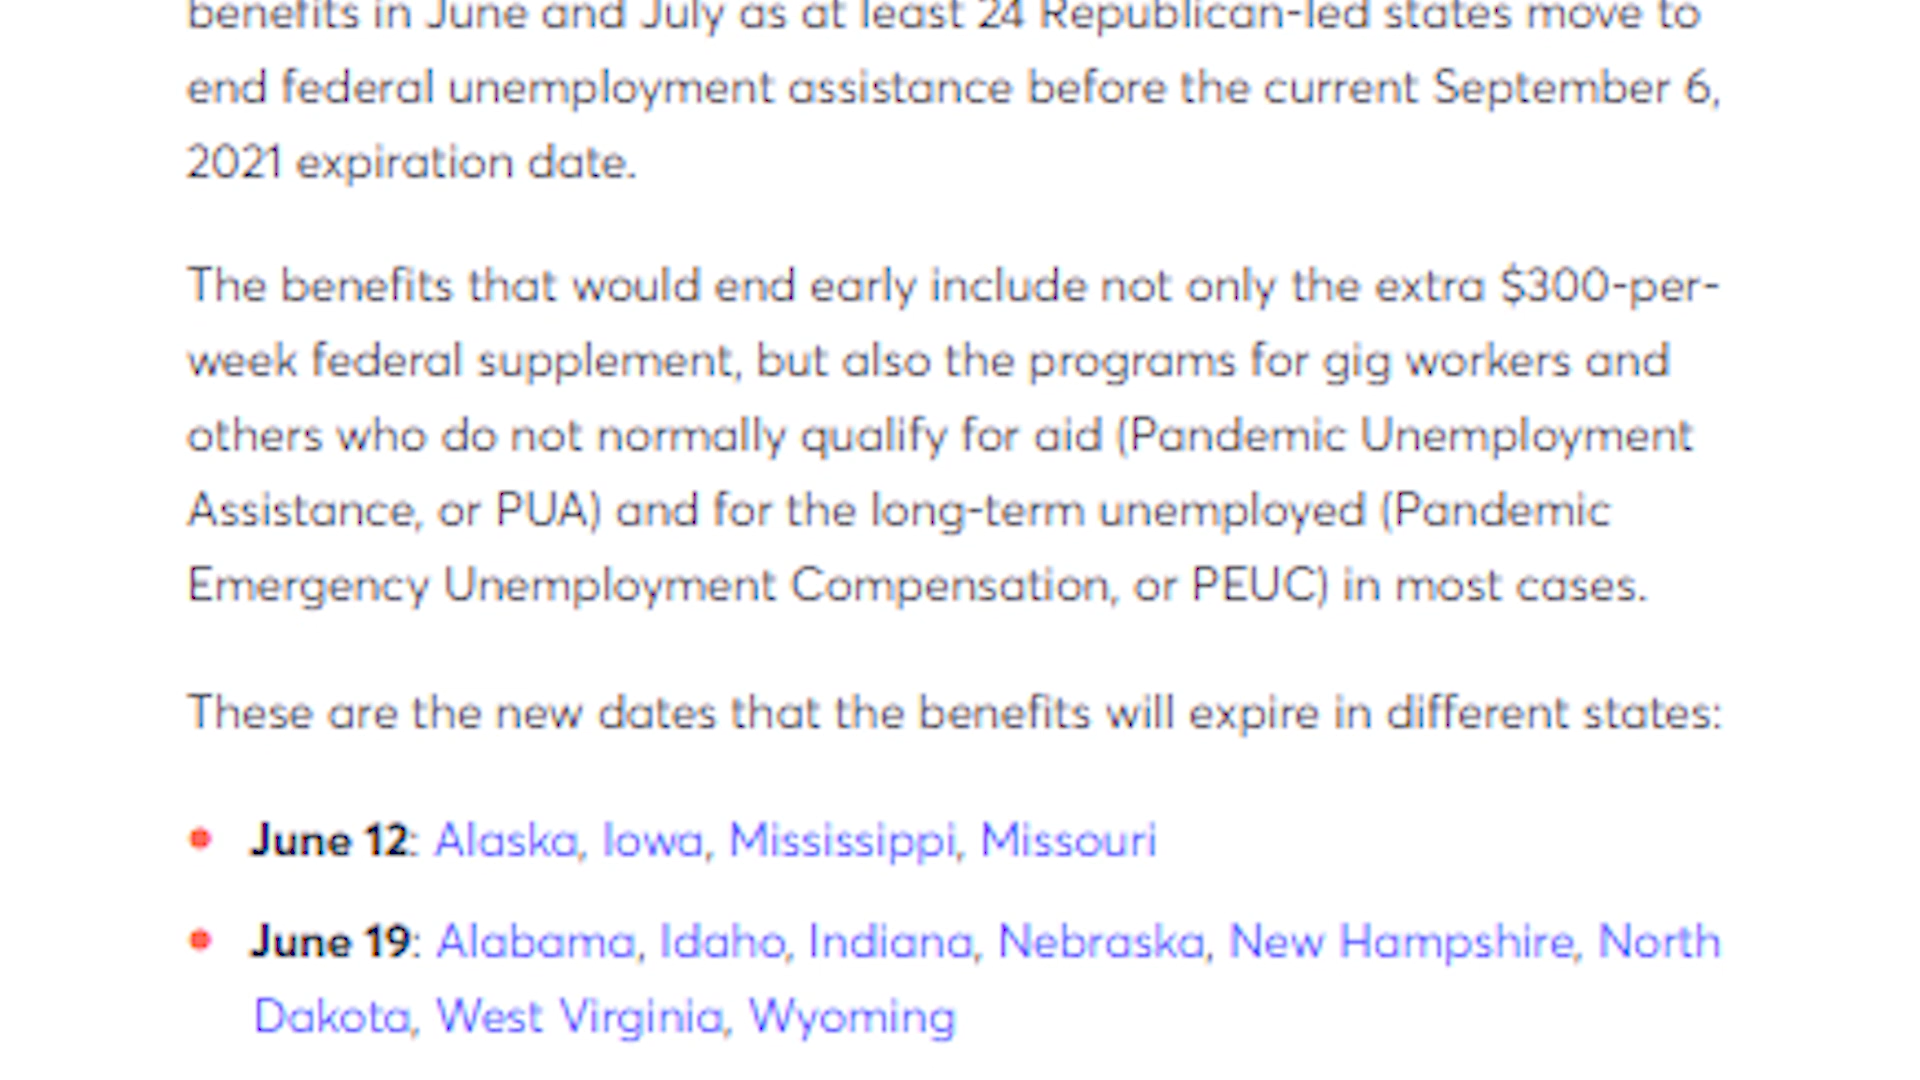 benefits in June and July as at least 24 Republican-led states move to
end federal unemployment assistance before the current September 6,
2021 expiration date.
The benefits that would end early include not only the extra $300-per-
week federal supplement, but also the programs for gig workers and
others who do not normally qualify for aid (Pandemic Unemployment
Assistance, or PUA) and for the long-term unemployed (Pandemic
Emergency Unemployment Compensation, or PEUC) in most cases.
These are the new dates that the benefits will expire in different states:
• June 12: Alaska, Iowa, Mississippi, Missouri
• June 19: Alabama, Idaho, Indiana, Nebraska, New Hampshire, North
Dakota, West Virginia, Wyoming